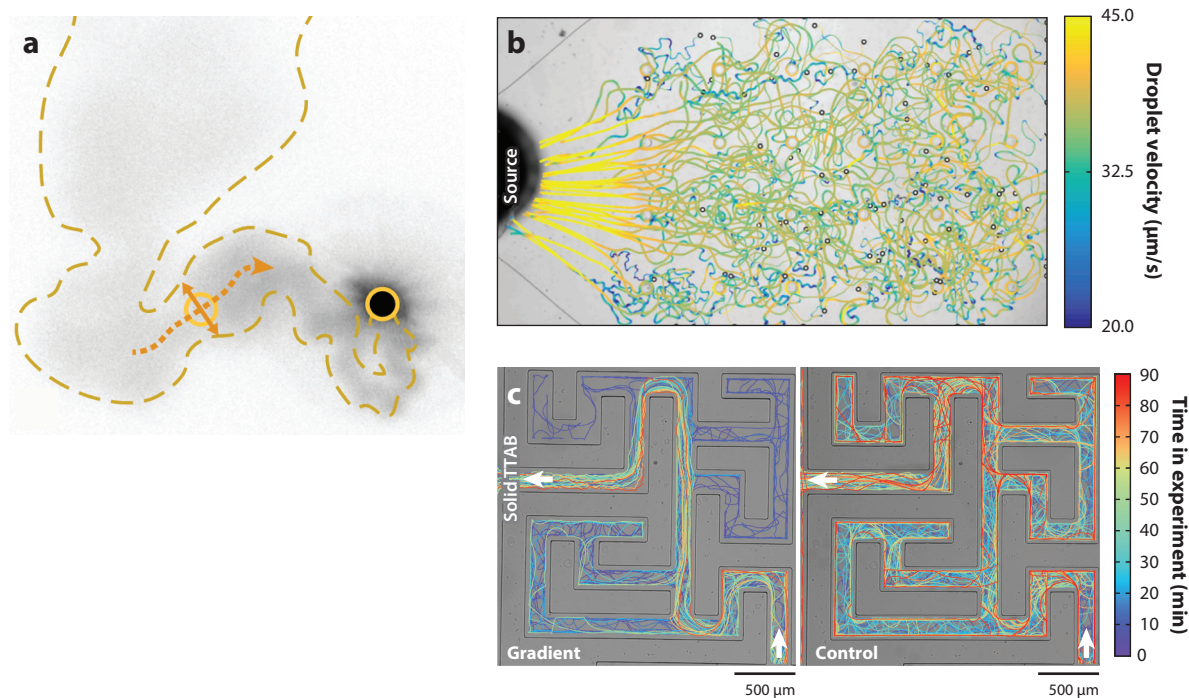 a
b
Source
45.0
32.5
20.0
Droplet velocity (µm/s)
c
Solid TTAB
Gradient
Control
500 µm
500 µm
90
80
70
60
50
40
30
20
10
0
Time in experiment (min)